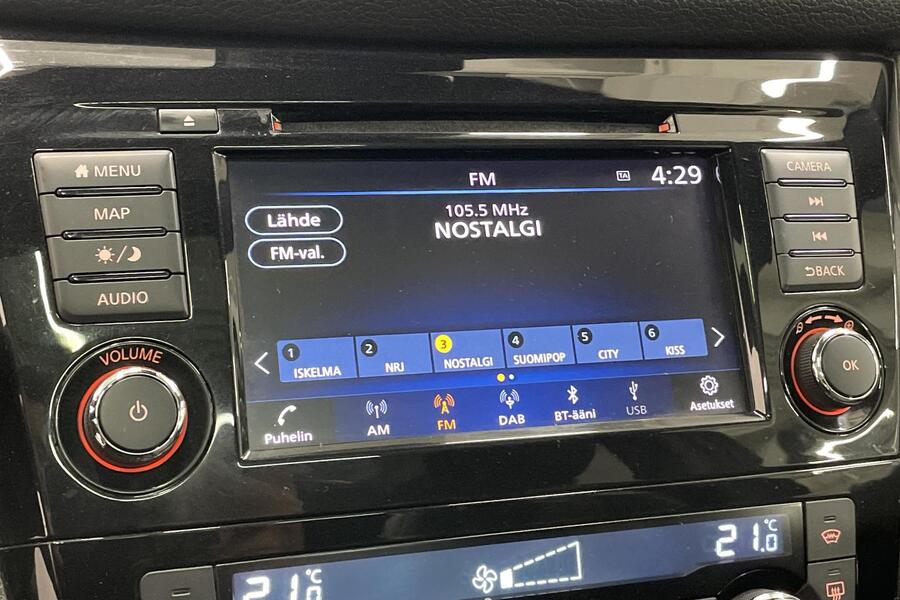 MENU
MAP
AUDIO
VOLUME
FM
TA
4:29
Lähde
FM-val.
105.5 MHz
NOSTALGI
1 ISKELMA
2 NRJ
3 NOSTALGI
4 SUOMIPOP
5 CITY
6 KISS
Puhelin
AM
FM
DAB
BT-ääni
USB
Asetukset
CAMERA
BACK
OK
21.0 °C
21.0 °C